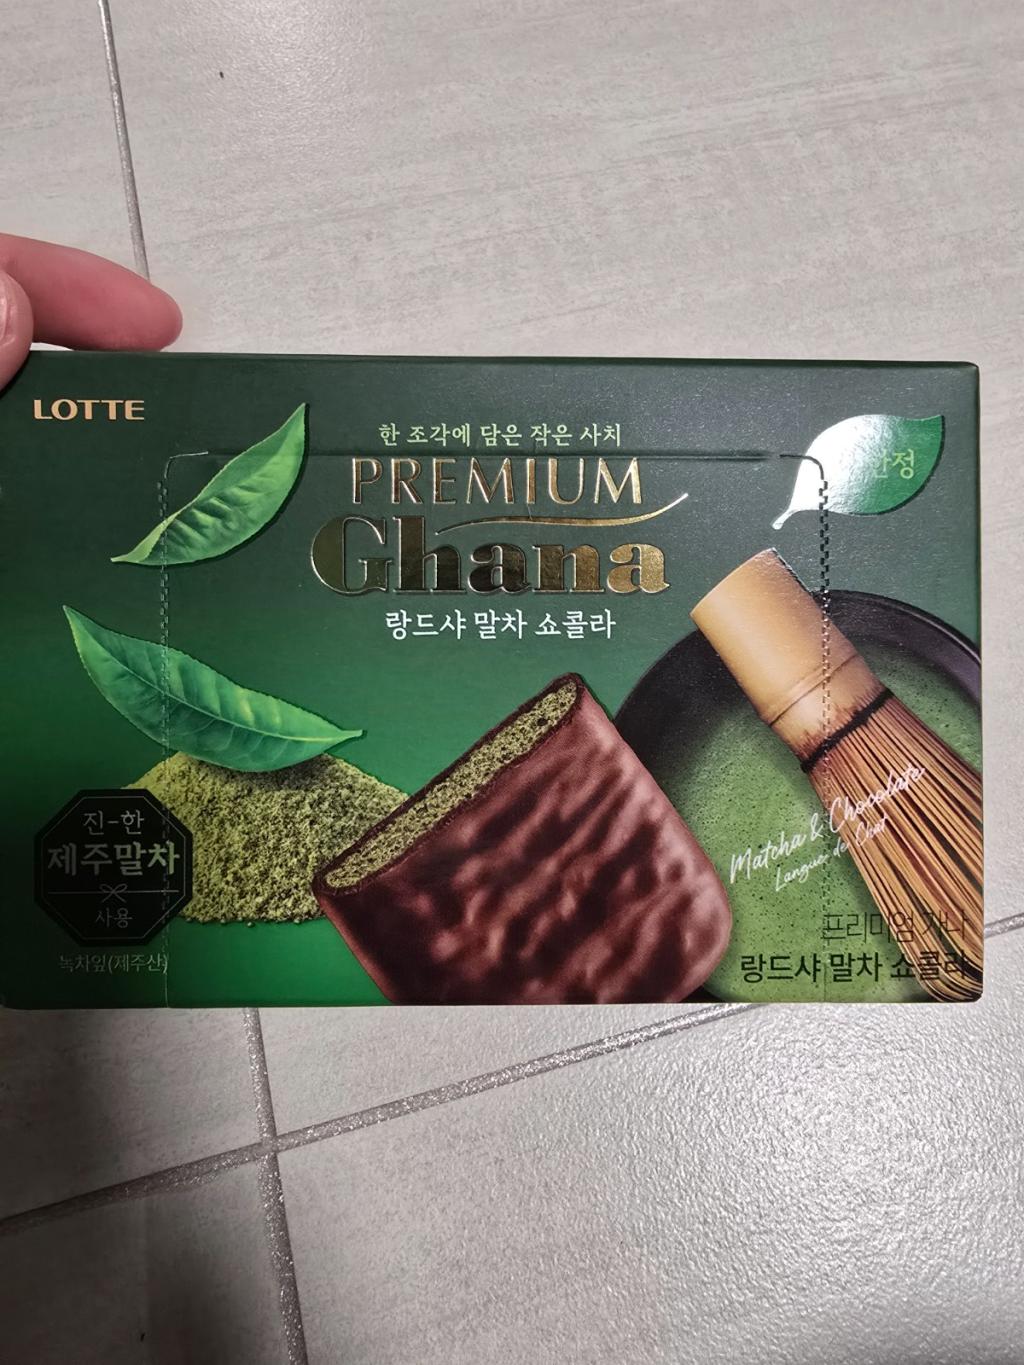 LOTTE
한 조각에 담은 작은 사치
PREMIUM
Ghana
랑드샤 말차 쇼콜라
한정
진-한
제주말차
사용
녹차잎(제주산)
Matcha & Chocolate
Langue de Chat
프리미엄 가나
랑드샤 말차 쇼콜라